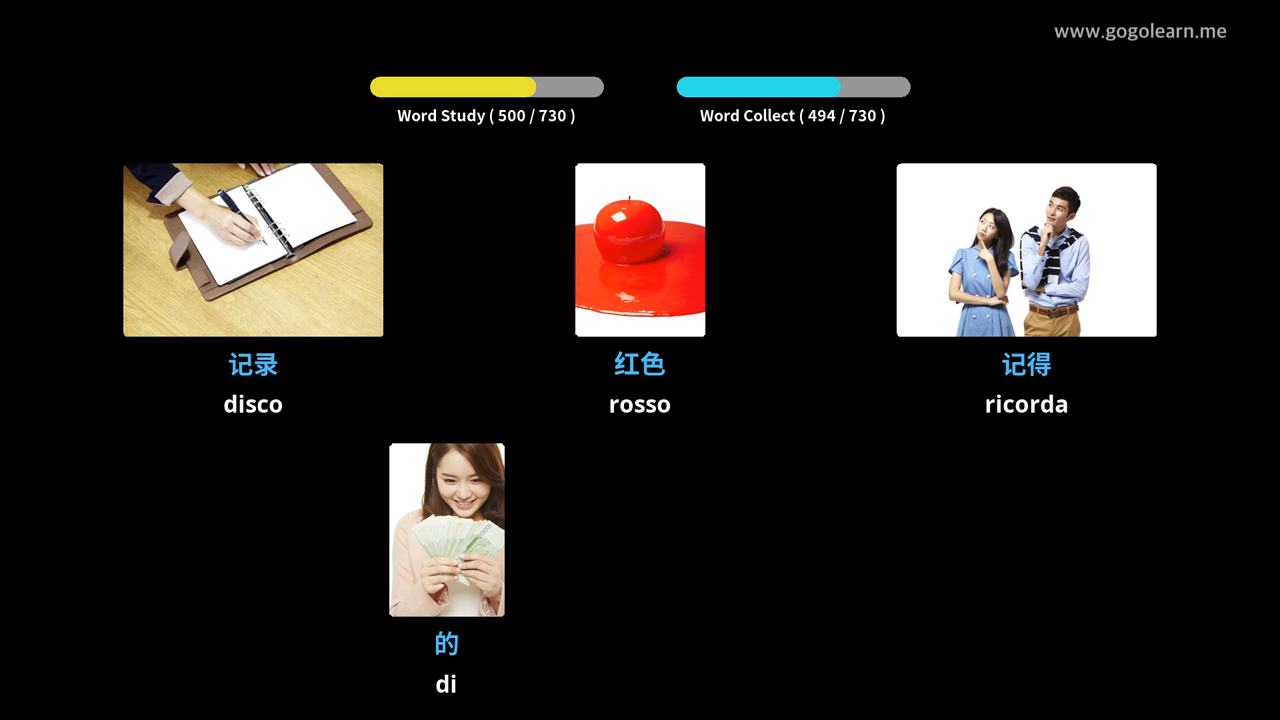 www.gogolearn.me
Word Study ( 500 / 730 )
Word Collect ( 494 / 730 )
记录
disco
红色
rosso
记得
ricorda
的
di